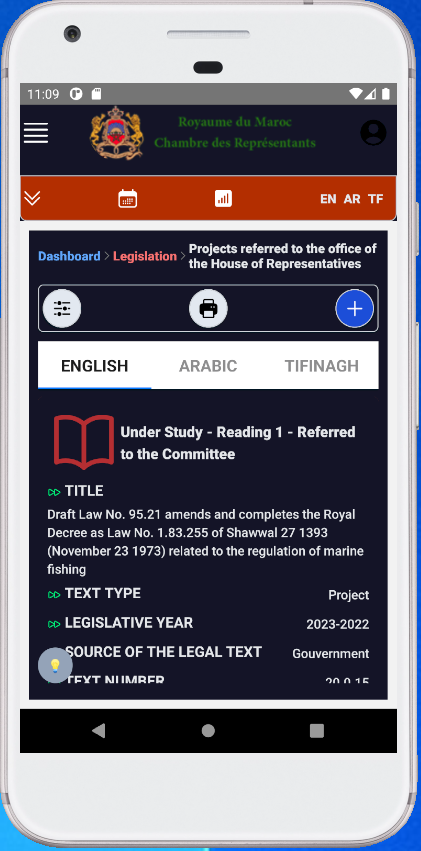 11:09
Royaume du Maroc
Chambre des Représentants
EN AR TF
Dashboard > Legislation > Projects referred to the office of
the House of Representatives
ENGLISH ARABIC TIFINAGH
Under Study - Reading 1 - Referred
to the Committee
TITLE
Draft Law No. 95.21 amends and completes the Royal
Decree as Law No. 1.83.255 of Shawwal 27 1393
(November 23 1973) related to the regulation of marine
fishing
TEXT TYPE Project
LEGISLATIVE YEAR 2023-2022
SOURCE OF THE LEGAL TEXT Gouvernment
TEXT NUMBER 20.0.15